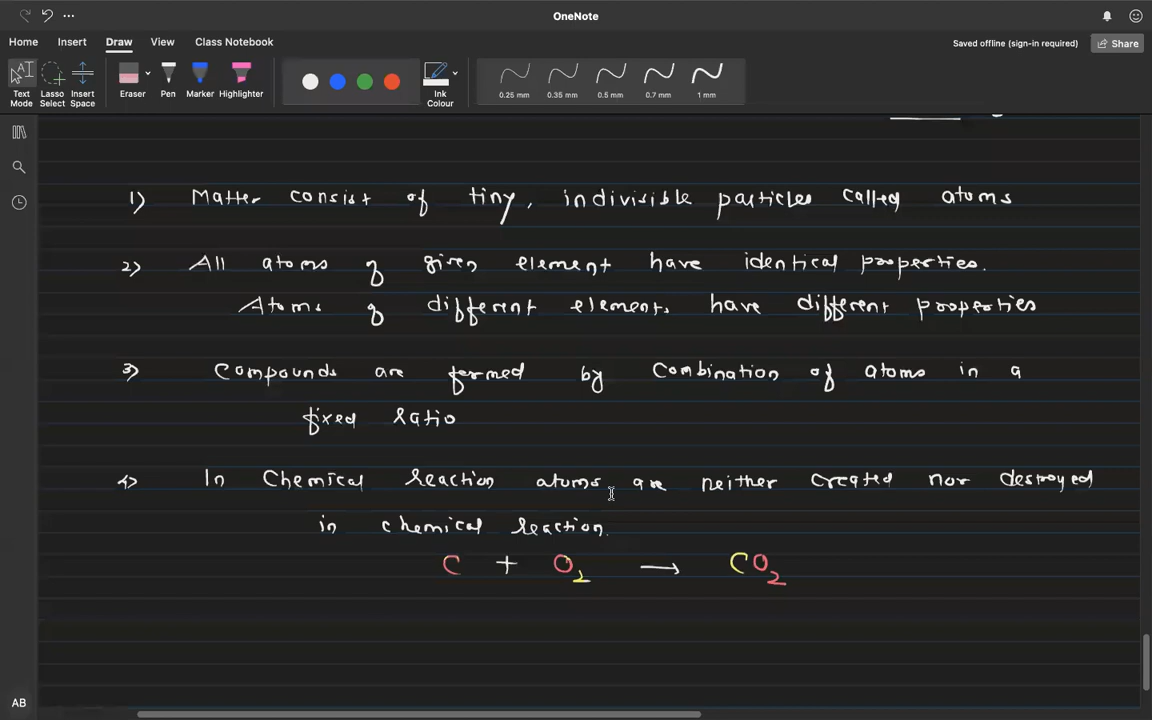 OneNote
Home Insert Draw View Class Notebook
Saved offline (sign-in required) Share
Text Mode
Lasso Select
Insert Space
Eraser
Pen
Marker
Highlighter
Ink Colour
0.25 mm 0.35 mm 0.5 mm 0.7 mm 1 mm
1) Matter consist of tiny, indivisible particles called atoms
2) All atoms of given element have identical properties.
Atoms of different elements have different properties
3) Compounds are formed by combination of atoms in a
fixed ratio
4) In Chemical reaction atoms are neither created nor destroyed
in chemical reaction.
C + O2 → CO2
AB